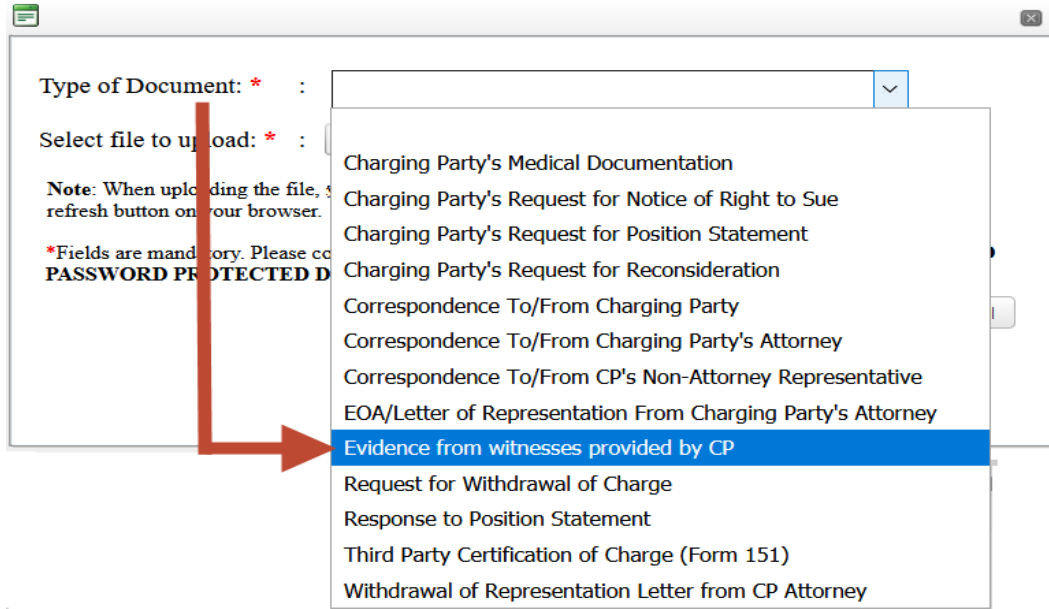 Type of Document: * :
Select file to upload: * :
Note: When uploading the file,
refresh button on your browser.
*Fields are mandatory. Please
PASSWORD PROTECTED
Charging Party's Medical Documentation
Charging Party's Request for Notice of Right to Sue
Charging Party's Request for Position Statement
Charging Party's Request for Reconsideration
Correspondence To/From Charging Party
Correspondence To/From Charging Party's Attorney
Correspondence To/From CP's Non-Attorney Representative
EOA/Letter of Representation From Charging Party's Attorney
Evidence from witnesses provided by CP
Request for Withdrawal of Charge
Response to Position Statement
Third Party Certification of Charge (Form 151)
Withdrawal of Representation Letter from CP Attorney